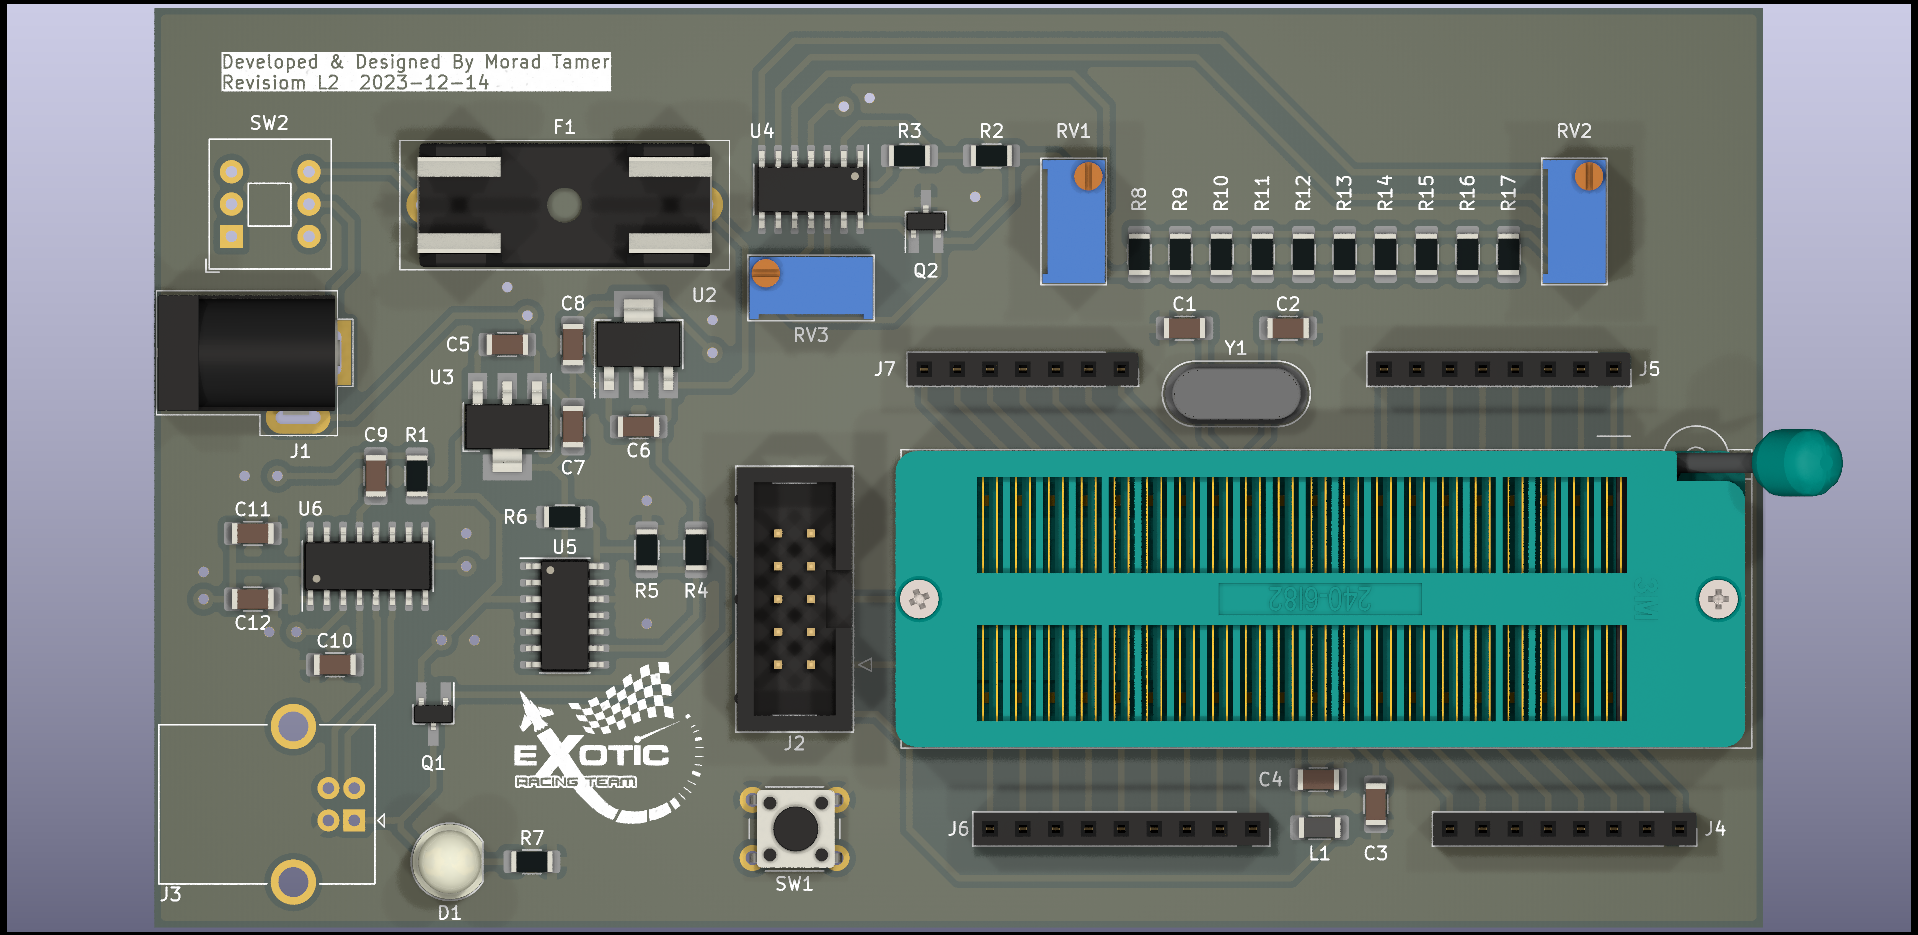 Developed & Designed By Morad Tamer
Revisiom L2 2023-12-14
SW2
F1
U4
R3
R2
RV1
RV2
R8
R9
R10
R11
R12
R13
R14
R15
R16
R17
Q2
C8
U2
RV3
C1
C2
C5
U3
J7
Y1
J5
J1
C9
R1
C7
C6
C11
U6
R6
U5
R5
R4
C12
C10
240-6182
3M
EXOTIC
RACING TEAM
Q1
J2
C4
J6
J4
R7
L1
C3
J3
D1
SW1